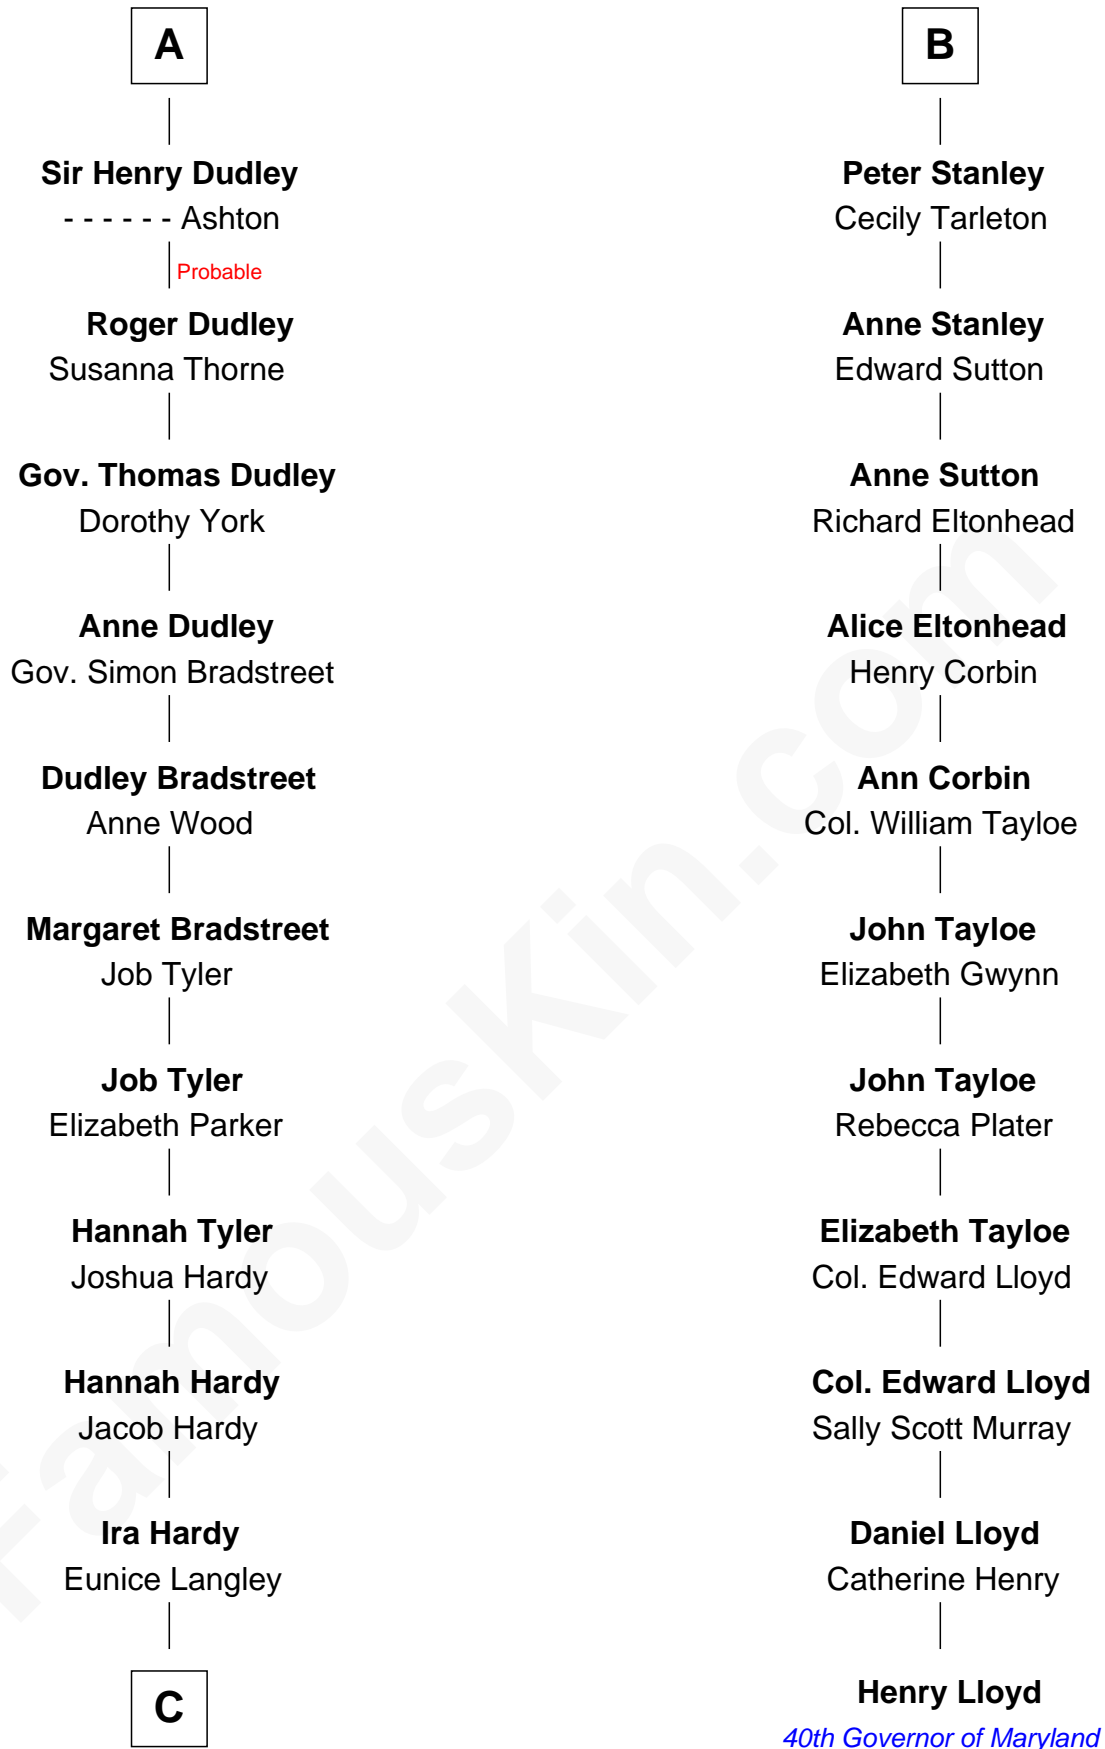 A
Sir Henry Dudley
- - - - - - Ashton
Probable
Roger Dudley
Susanna Thorne
Gov. Thomas Dudley
Dorothy York
Anne Dudley
Gov. Simon Bradstreet
Dudley Bradstreet
Anne Wood
Margaret Bradstreet
Job Tyler
Job Tyler
Elizabeth Parker
Hannah Tyler
Joshua Hardy
Hannah Hardy
Jacob Hardy
Ira Hardy
Eunice Langley
C
B
Peter Stanley
Cecily Tarleton
Anne Stanley
Edward Sutton
Anne Sutton
Richard Eltonhead
Alice Eltonhead
Henry Corbin
Ann Corbin
Col. William Tayloe
John Tayloe
Elizabeth Gwynn
John Tayloe
Rebecca Plater
Elizabeth Tayloe
Col. Edward Lloyd
Col. Edward Lloyd
Sally Scott Murray
Daniel Lloyd
Catherine Henry
Henry Lloyd
40th Governor of Maryland
FamousKin.com